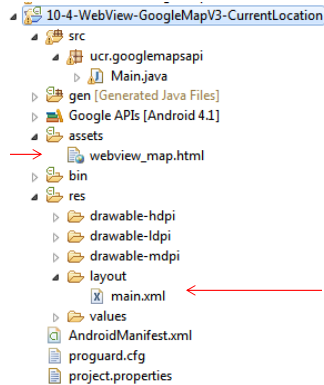 10-4-WebView-GoogleMapV3-CurrentLocation
src
ucr.googlemapsapi
Main.java
gen [Generated Java Files]
Google APIs [Android 4.1]
assets
webview_map.html
bin
res
drawable-hdpi
drawable-ldpi
drawable-mdpi
layout
main.xml
values
AndroidManifest.xml
proguard.cfg
project.properties